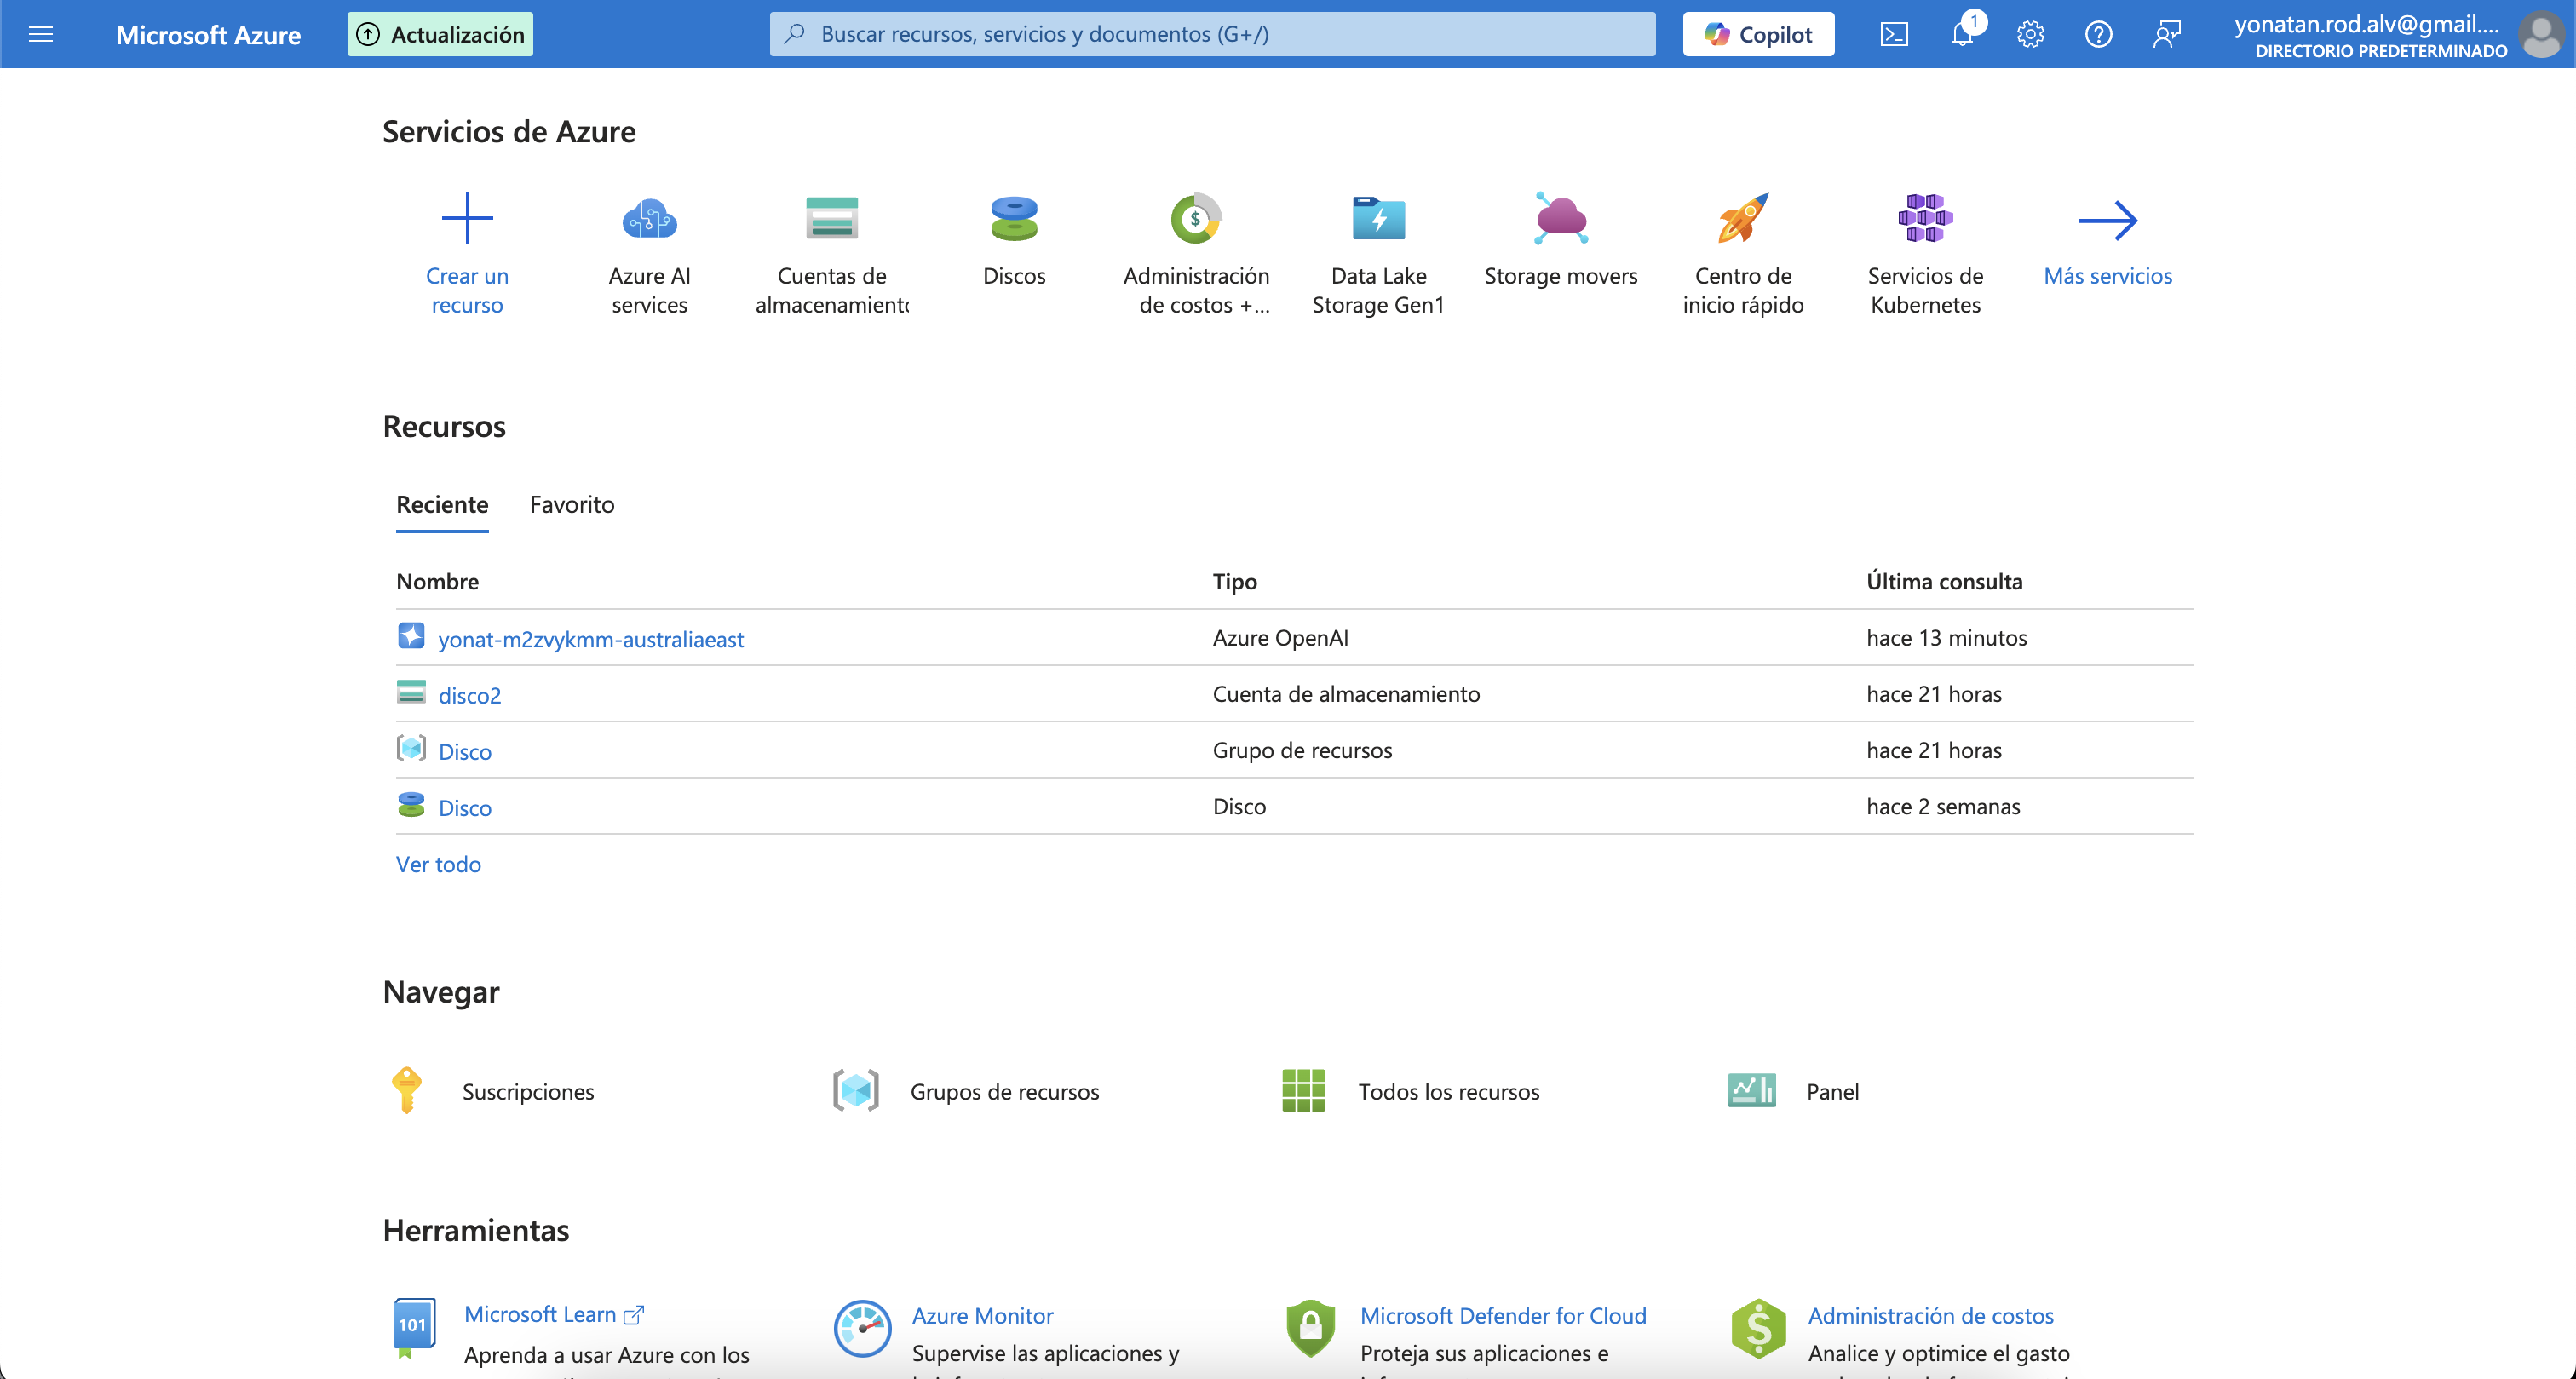 Microsoft Azure
Actualización
Buscar recursos, servicios y documentos (G+/)
Copilot
1
yonatan.rod.alv@gmail....
DIRECTORIO PREDETERMINADO
Servicios de Azure
Crear un
recurso
Azure AI
services
Cuentas de
almacenamiento
Discos
Administración
de costos +...
Data Lake
Storage Gen1
Storage movers
Centro de
inicio rápido
Servicios de
Kubernetes
Más servicios
Recursos
Reciente
Favorito
Nombre
Tipo
Última consulta
yonat-m2zvykmm-australiaeast
Azure OpenAI
hace 13 minutos
disco2
Cuenta de almacenamiento
hace 21 horas
Disco
Grupo de recursos
hace 21 horas
Disco
Disco
hace 2 semanas
Ver todo
Navegar
Suscripciones
Grupos de recursos
Todos los recursos
Panel
Herramientas
101
Microsoft Learn
Aprenda a usar Azure con los
Azure Monitor
Supervise las aplicaciones y
Microsoft Defender for Cloud
Proteja sus aplicaciones e
Administración de costos
Analice y optimice el gasto